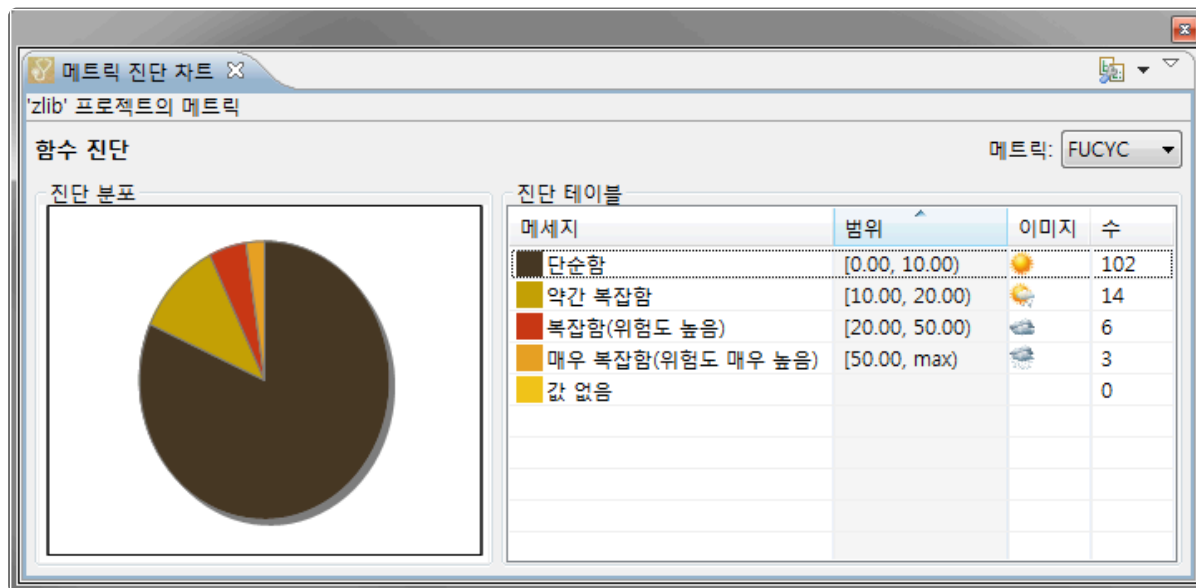 메트릭 진단 차트
'zlib' 프로젝트의 메트릭
함수 진단 메트릭: FUCYC
진단 분포
진단 테이블
메세지 범위 이미지 수
단순함 [0.00, 10.00) 102
약간 복잡함 [10.00, 20.00) 14
복잡함(위험도 높음) [20.00, 50.00) 6
매우 복잡함(위험도 매우 높음) [50.00, max) 3
값 없음 0